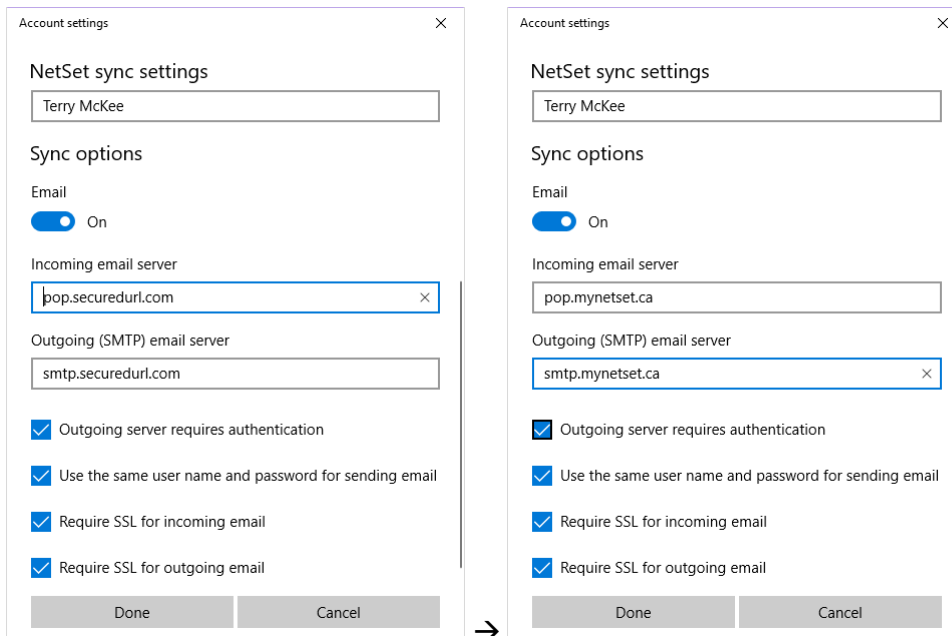 Account settings
NetSet sync settings
Terry McKee
Sync options
Email
On
Incoming email server
pop.securedurl.com
Outgoing (SMTP) email server
smtp.securedurl.com
Outgoing server requires authentication
Use the same user name and password for sending email
Require SSL for incoming email
Require SSL for outgoing email
Done Cancel
→
Account settings
NetSet sync settings
Terry McKee
Sync options
Email
On
Incoming email server
pop.mynetset.ca
Outgoing (SMTP) email server
smtp.mynetset.ca
Outgoing server requires authentication
Use the same user name and password for sending email
Require SSL for incoming email
Require SSL for outgoing email
Done Cancel